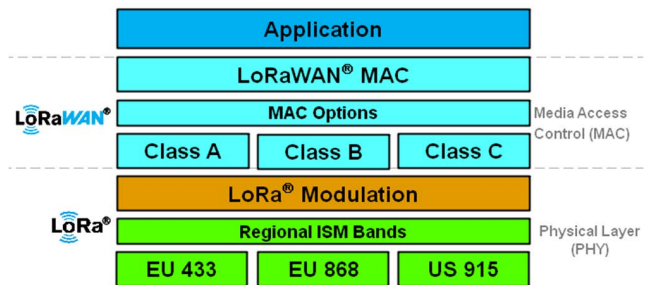 Application
LoRaWAN® MAC
LoRaWAN®
MAC Options
Media Access
Control (MAC)
Class A
Class B
Class C
LoRa® Modulation
LoRa®
Regional ISM Bands
Physical Layer
(PHY)
EU 433
EU 868
US 915